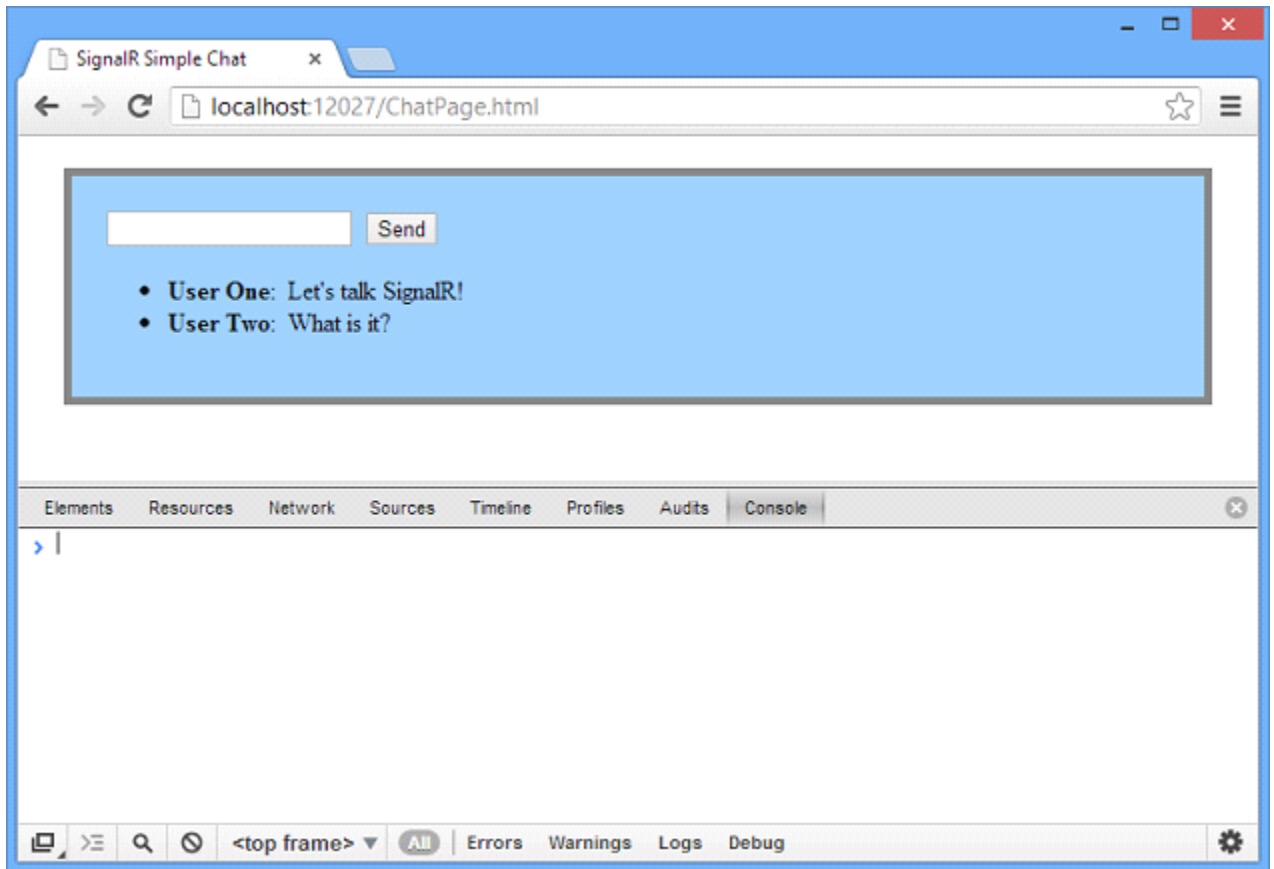 SignalR Simple Chat
localhost:12027/ChatPage.html
Send
• User One: Let's talk SignalR!
• User Two: What is it?
Elements Resources Network Sources Timeline Profiles Audits Console
<top frame> All Errors Warnings Logs Debug